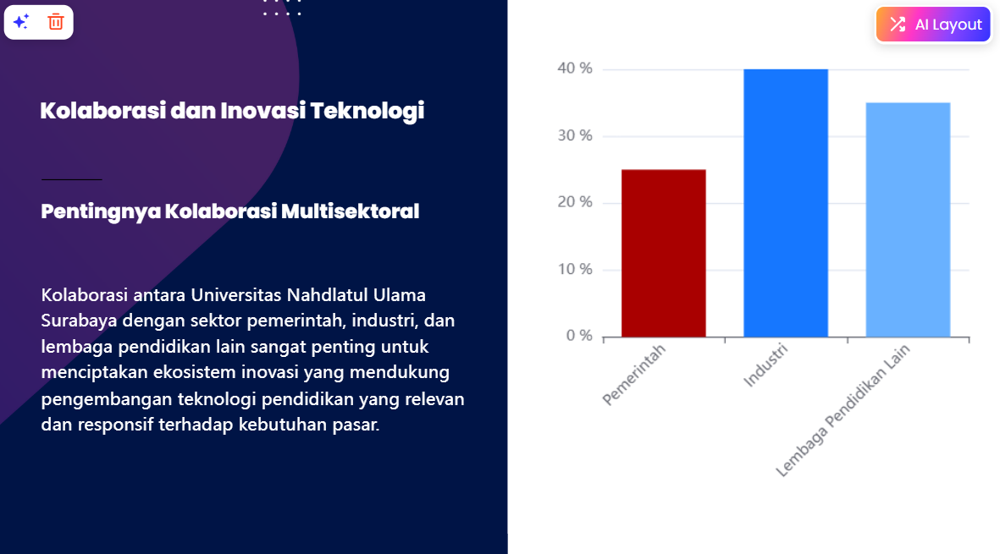 AI Layout
Kolaborasi dan Inovasi Teknologi
Pentingnya Kolaborasi Multisektoral
Kolaborasi antara Universitas Nahdlatul Ulama
Surabaya dengan sektor pemerintah, industri, dan
lembaga pendidikan lain sangat penting untuk
menciptakan ekosistem inovasi yang mendukung
pengembangan teknologi pendidikan yang relevan
dan responsif terhadap kebutuhan pasar.
40 %
30 %
20 %
10 %
0 %
Pemerintah
Industri
Lembaga Pendidikan Lain